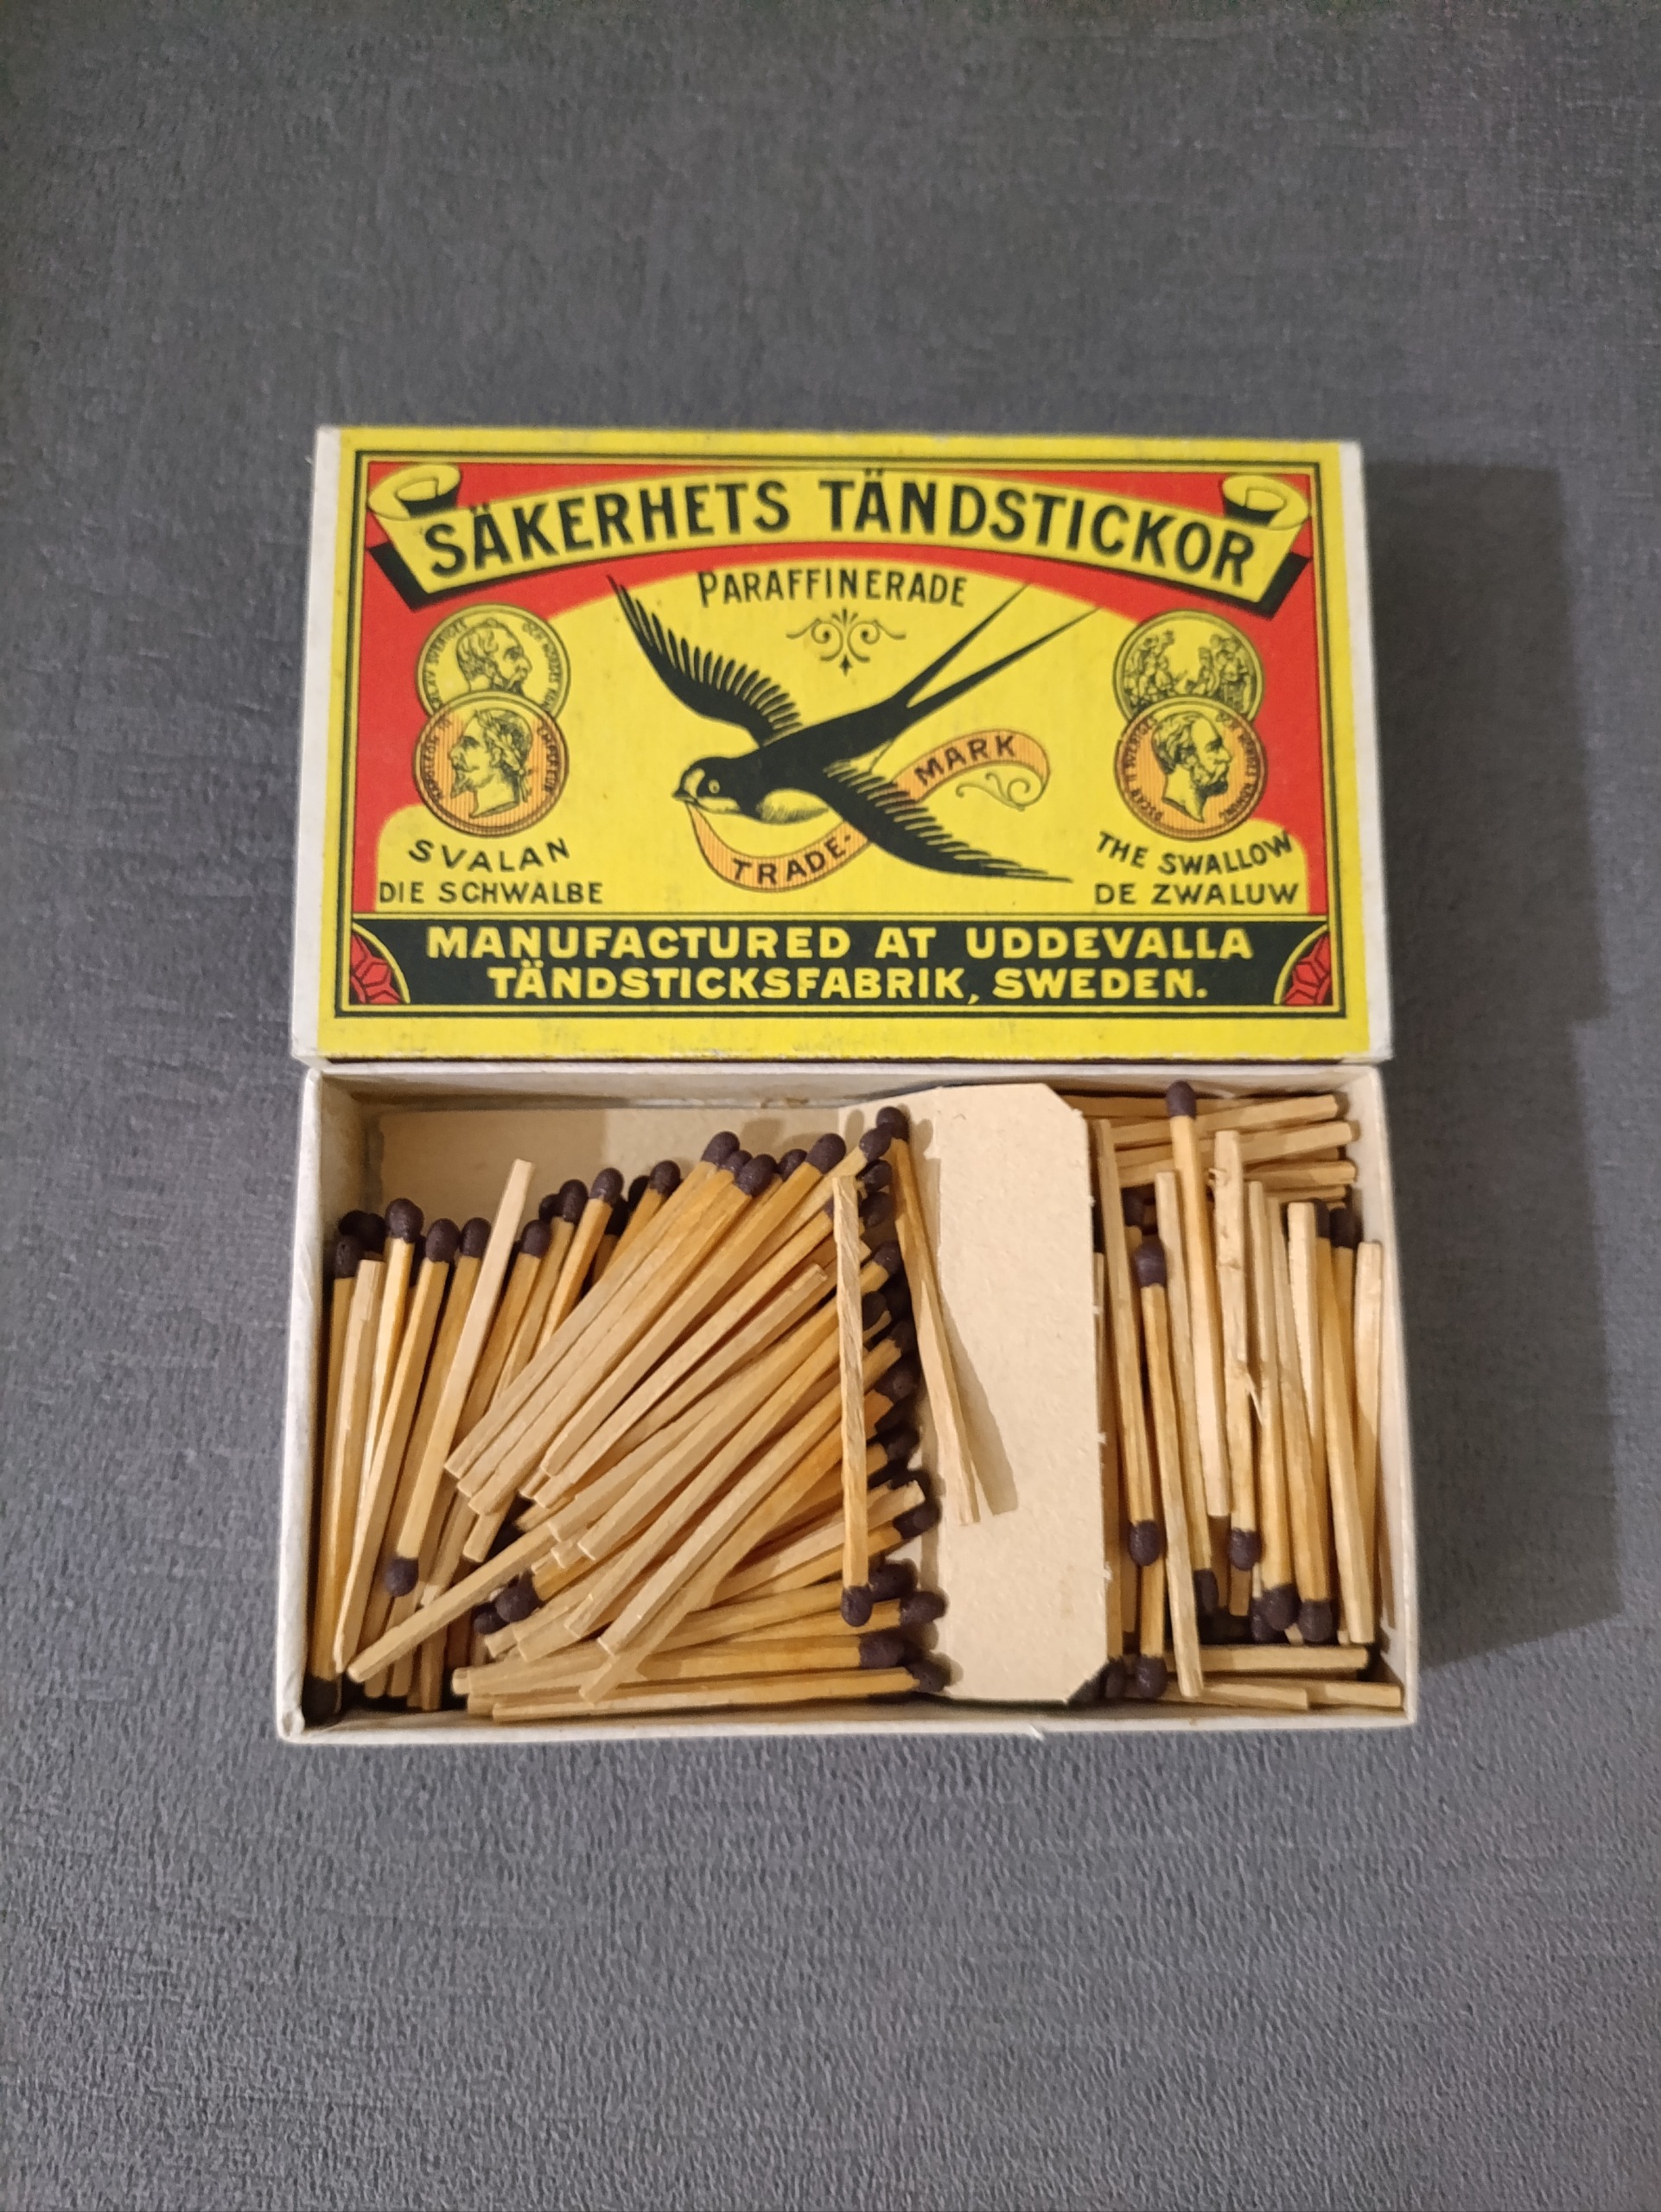 SÄKERHETS TÄNDSTICKOR
PARAFFINERADE
TRADE-MARK
SVALAN
DIE SCHWALBE
THE SWALLOW
DE ZWALUW
MANUFACTURED AT UDDEVALLA
TÄNDSTICKSFABRIK, SWEDEN.